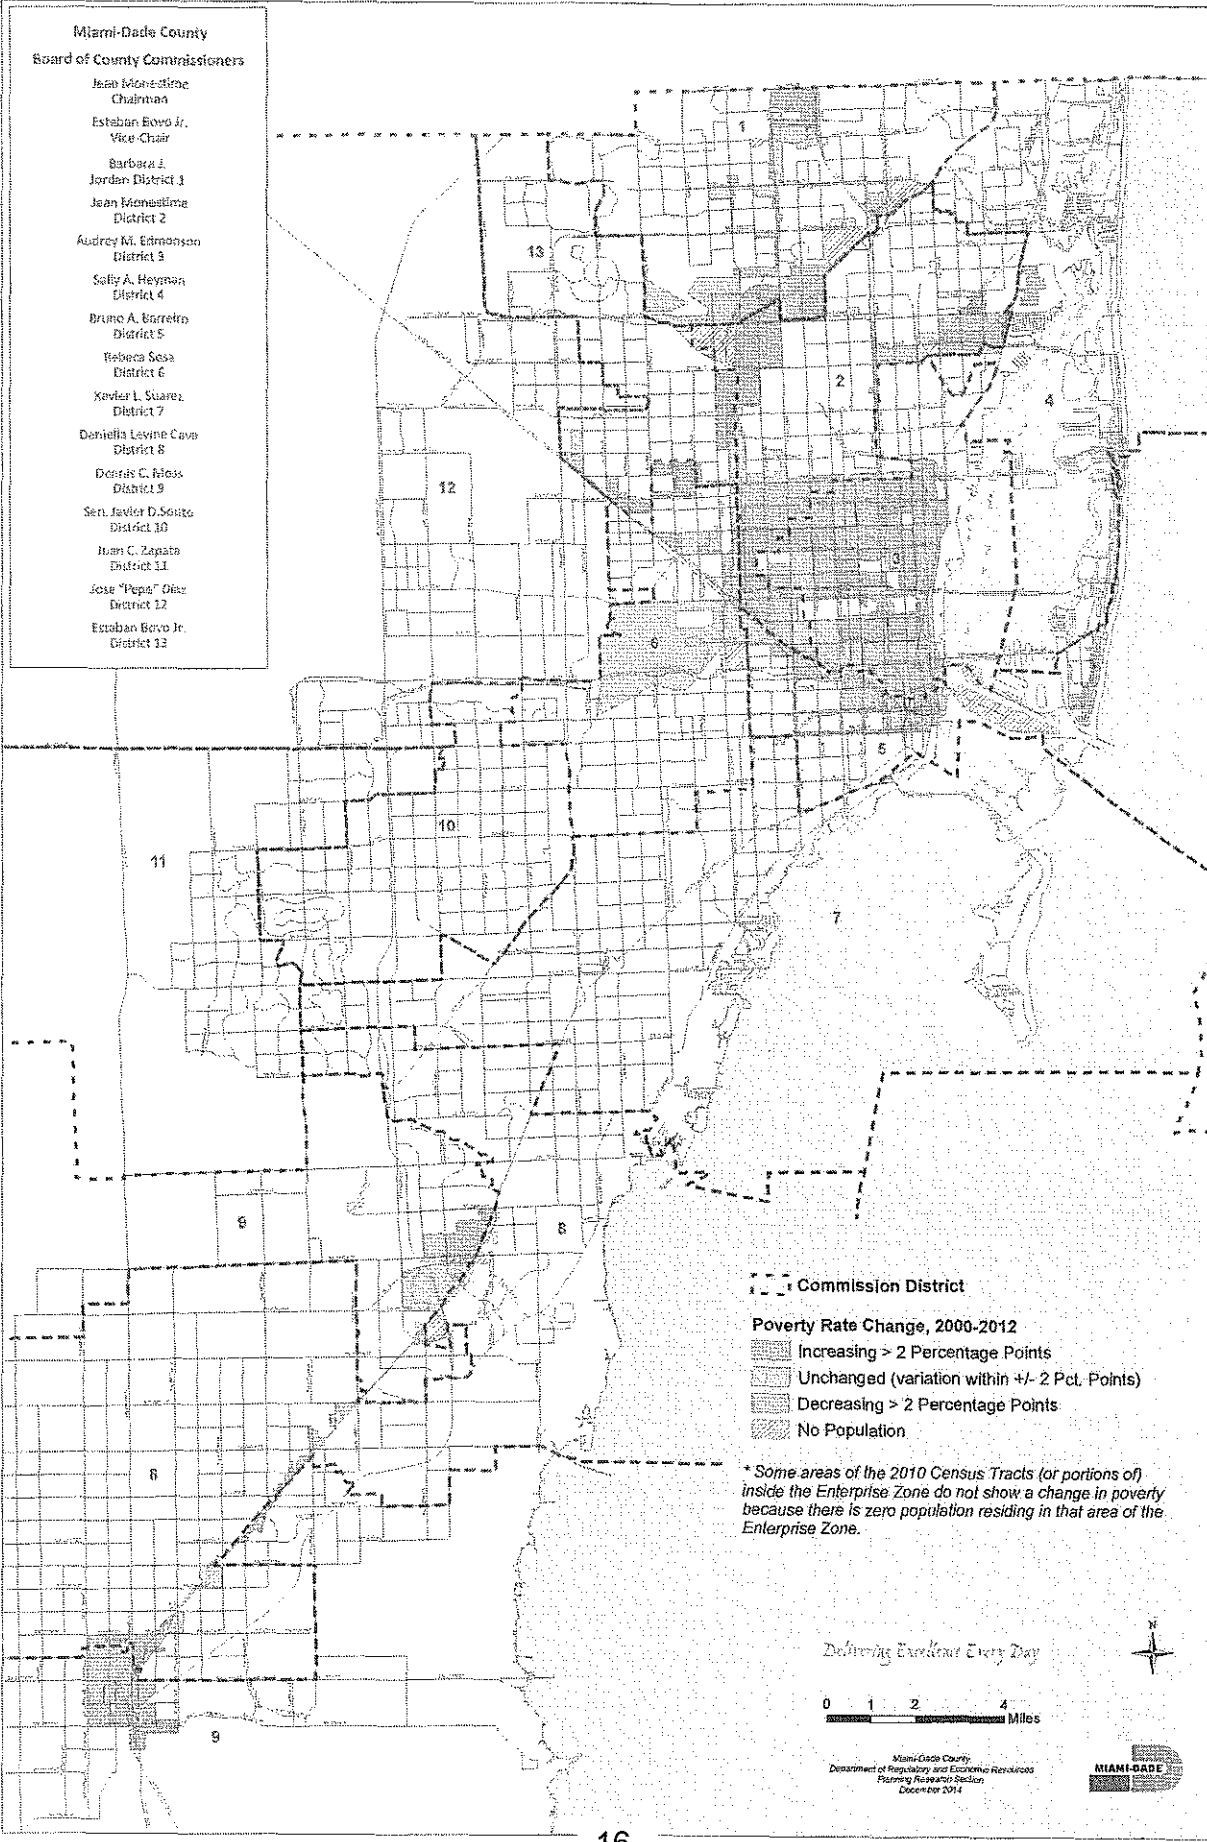 Miami-Dade County
Board of County Commissioners
Jean Monestime
Chairman
Esteban Bovo Jr.
Vice-Chair
Barbara J.
Jordan District 1
Jean Monestime
District 2
Audrey M. Edmonson
District 3
Sally A. Heyman
District 4
Bruno A. Barreiro
District 5
Rebeca Sosa
District 6
Xavier L. Suarez
District 7
Daniella Levine Cava
District 8
Dennis C. Moss
District 9
Sen. Javier D.Souto
District 10
Juan C. Zapata
District 11
Jose "Pepe" Diaz
District 12
Esteban Bovo Jr.
District 13
1
13
2
4
12
3
6
5
10
11
7
9
8
8
9
Commission District
Poverty Rate Change, 2000-2012
Increasing > 2 Percentage Points
Unchanged (variation within +/- 2 Pct. Points)
Decreasing > 2 Percentage Points
No Population
* Some areas of the 2010 Census Tracts (or portions of)
inside the Enterprise Zone do not show a change in poverty
because there is zero population residing in that area of the
Enterprise Zone.
Delivering Excellence Every Day
N
0 1 2 4
Miles
Miami-Dade County
Department of Regulatory and Economic Resources
Planning Research Section
December 2014
MIAMI-DADE
16